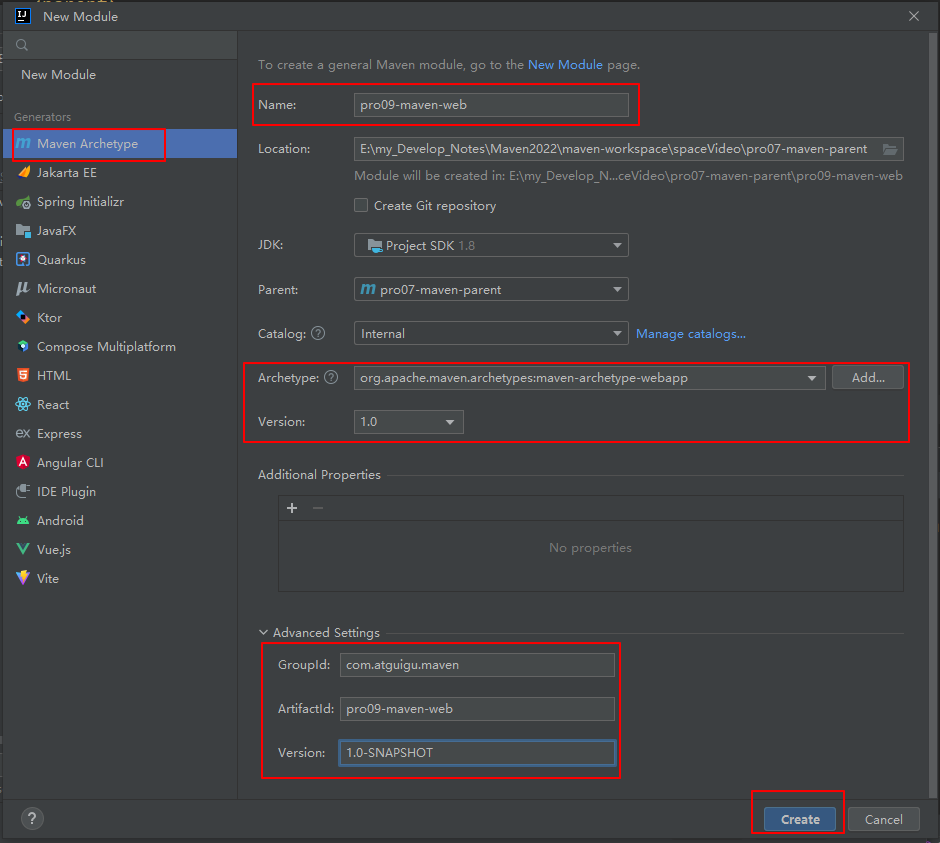 New Module
New Module
Generators
Maven Archetype
Jakarta EE
Spring Initializr
JavaFX
Quarkus
Micronaut
Ktor
Compose Multiplatform
HTML
React
Express
Angular CLI
IDE Plugin
Android
Vue.js
Vite
To create a general Maven module, go to the New Module page.
Name: pro09-maven-web
Location: E:\my_Develop_Notes\Maven2022\maven-workspace\spaceVideo\pro07-maven-parent
Module will be created in: E:\my_Develop_N...ceVideo\pro07-maven-parent\pro09-maven-web
Create Git repository
JDK: Project SDK 1.8
Parent: pro07-maven-parent
Catalog: ? Internal Manage catalogs...
Archetype: ? org.apache.maven.archetypes:maven-archetype-webapp Add...
Version: 1.0
Additional Properties
No properties
Advanced Settings
GroupId: com.atguigu.maven
ArtifactId: pro09-maven-web
Version: 1.0-SNAPSHOT
? Create Cancel